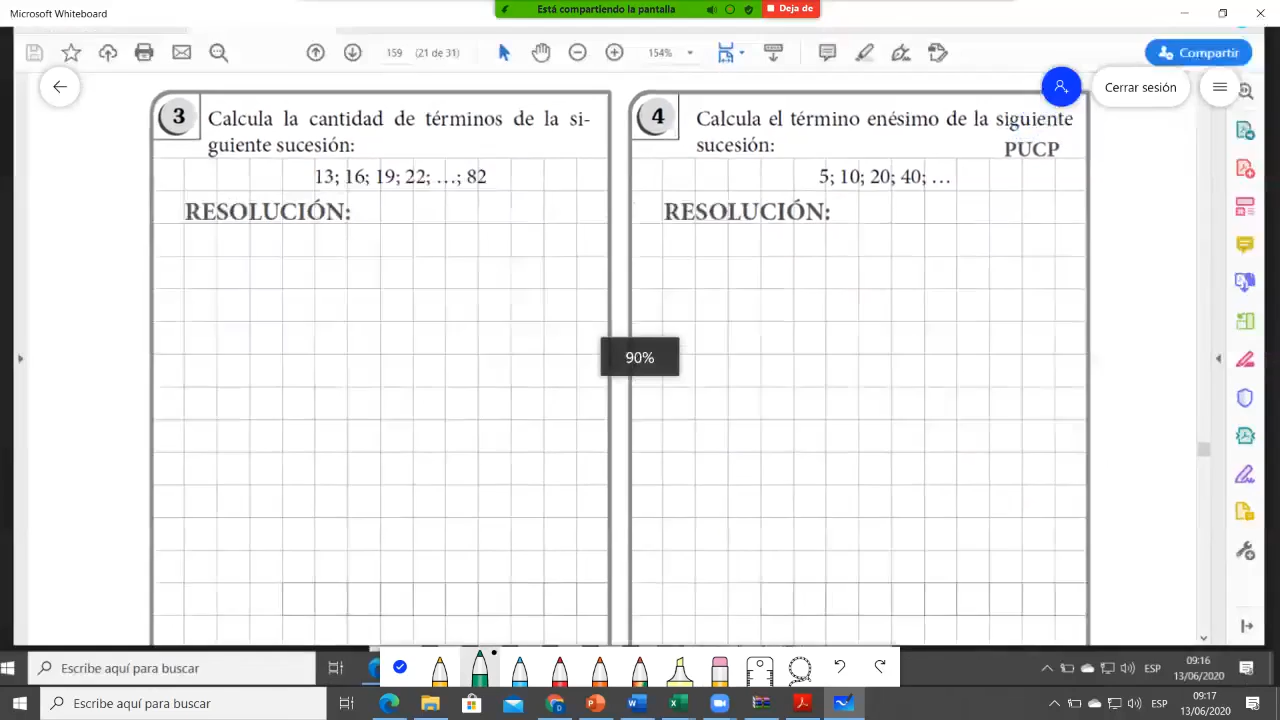 Microsoft Whiteboard
Está compartiendo la pantalla
Deja de
159
(21 de 31)
154%
Compartir
Cerrar sesión
3
Calcula la cantidad de términos de la si-
guiente sucesión:
13; 16; 19; 22; …; 82
RESOLUCIÓN:
4
Calcula el término enésimo de la siguiente
sucesión:
PUCP
5; 10; 20; 40; …
RESOLUCIÓN:
90%
Escribe aquí para buscar
ESP
09:16
13/06/2020
Escribe aquí para buscar
ESP
09:17
13/06/2020